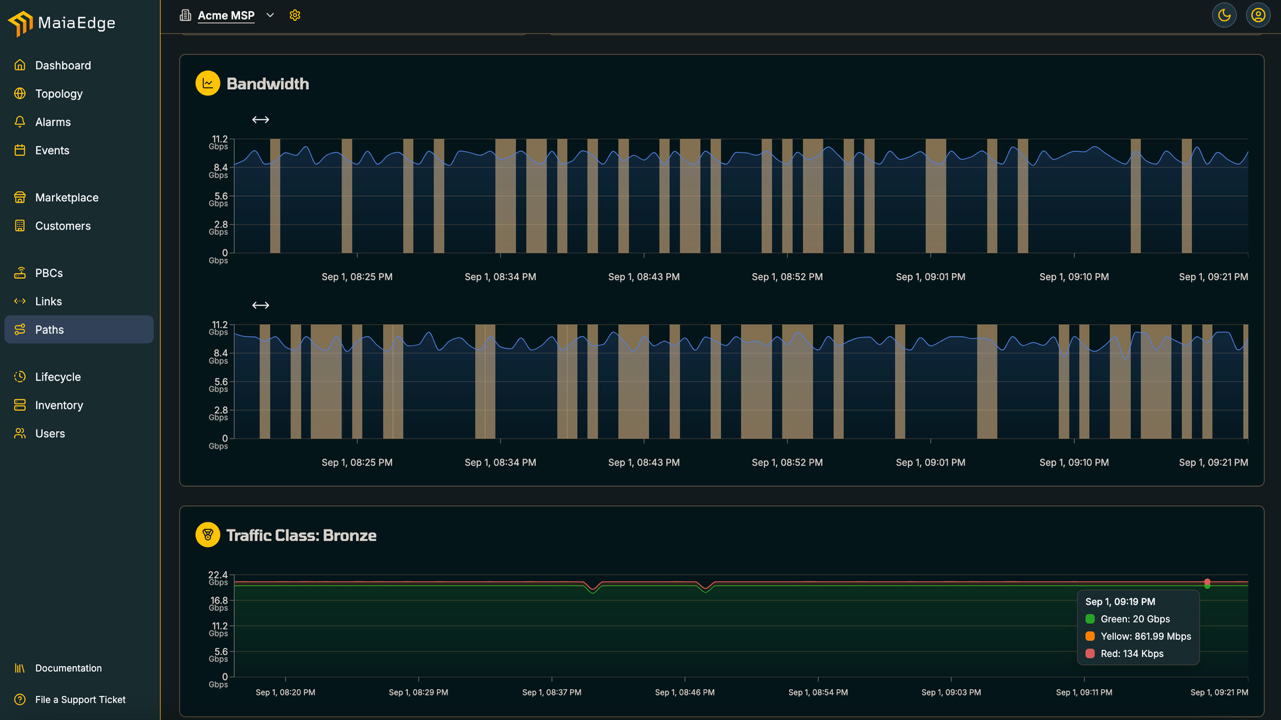 MaiaEdge
Acme MSP
Dashboard
Topology
Alarms
Events
Marketplace
Customers
PBCs
Links
Paths
Lifecycle
Inventory
Users
Documentation
File a Support Ticket
Bandwidth
11.2
Gbps
8.4
Gbps
5.6
Gbps
2.8
Gbps
0
Gbps
Sep 1, 08:25 PM Sep 1, 08:34 PM Sep 1, 08:43 PM Sep 1, 08:52 PM Sep 1, 09:01 PM Sep 1, 09:10 PM Sep 1, 09:21 PM
11.2
Gbps
8.4
Gbps
5.6
Gbps
2.8
Gbps
0
Gbps
Sep 1, 08:25 PM Sep 1, 08:34 PM Sep 1, 08:43 PM Sep 1, 08:52 PM Sep 1, 09:01 PM Sep 1, 09:10 PM Sep 1, 09:21 PM
Traffic Class: Bronze
22.4
Gbps
16.8
Gbps
11.2
Gbps
5.6
Gbps
0
Gbps
Sep 1, 09:19 PM
Green: 20 Gbps
Yellow: 861.99 Mbps
Red: 134 Kbps
Sep 1, 08:20 PM Sep 1, 08:29 PM Sep 1, 08:37 PM Sep 1, 08:46 PM Sep 1, 08:54 PM Sep 1, 09:03 PM Sep 1, 09:11 PM Sep 1, 09:21 PM